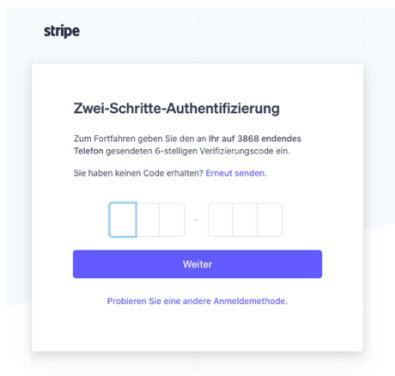 stripe
Zwei-Schritte-Authentifizierung
Zum Fortfahren geben Sie den an Ihr auf 3868 endendes
Telefon gesendeten 6-stelligen Verifizierungscode ein.
Sie haben keinen Code erhalten? Erneut senden.
-
Weiter
Probieren Sie eine andere Anmeldemethode.